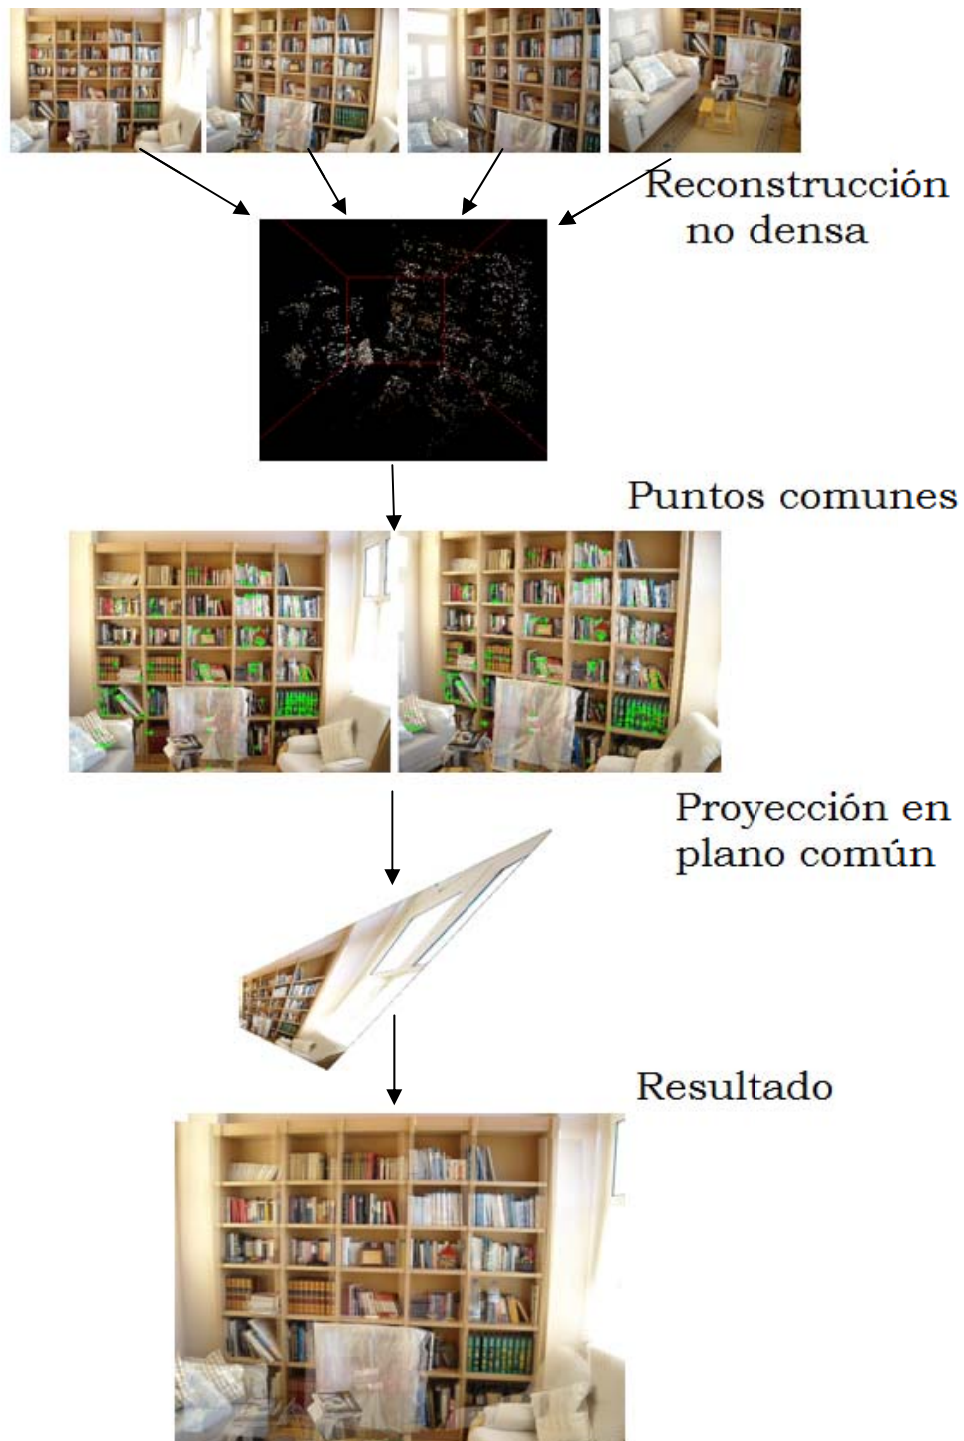 Reconstrucción
no densa
Puntos comunes
Proyección en
plano común
Resultado